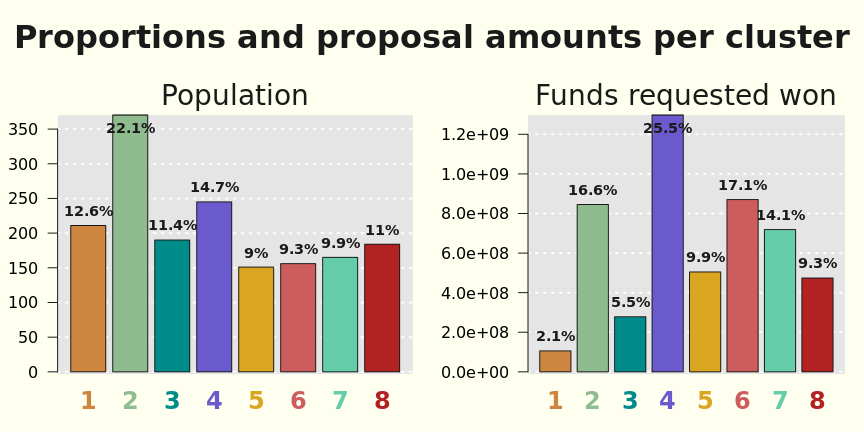 Proportions and proposal amounts per cluster
Population
350
300
250
200
150
100
50
0
12.6%
22.1%
11.4%
14.7%
9%
9.3%
9.9%
11%
1 2 3 4 5 6 7 8
Funds requested won
1.2e+09
1.0e+09
8.0e+08
6.0e+08
4.0e+08
2.0e+08
0.0e+00
2.1%
16.6%
5.5%
25.5%
9.9%
17.1%
14.1%
9.3%
1 2 3 4 5 6 7 8